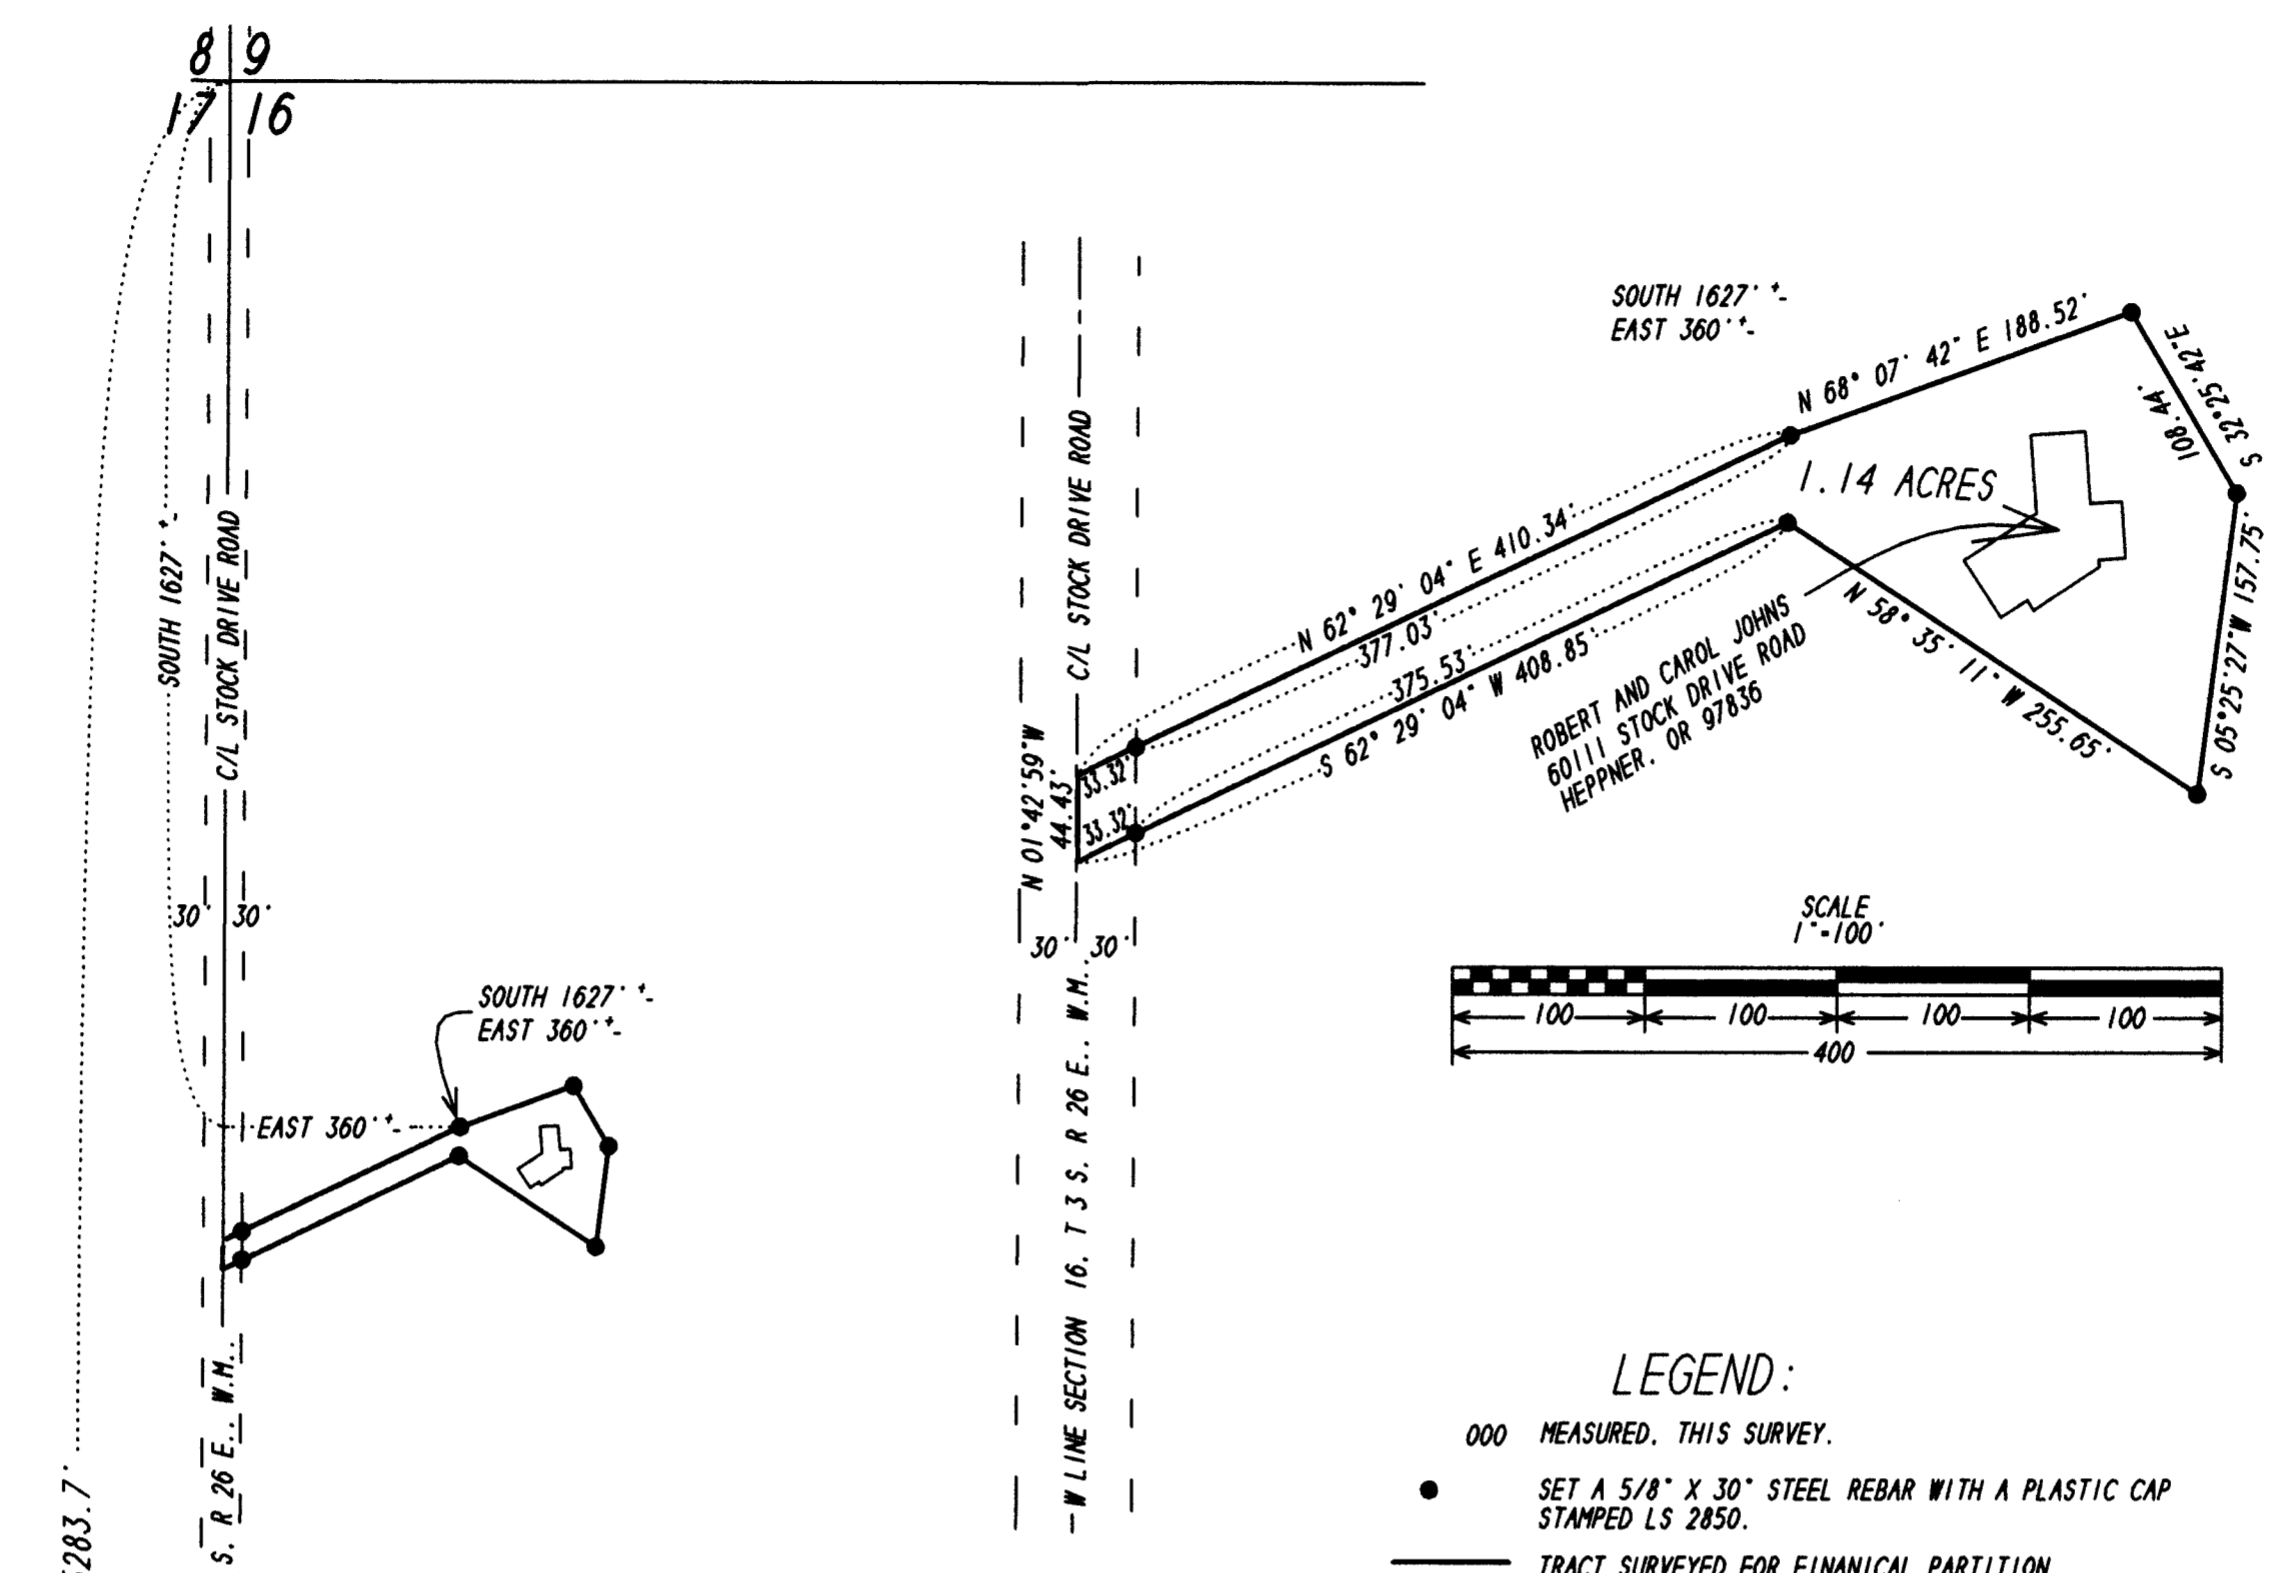 8 9
17 16
SOUTH 1627' +-
C/L STOCK DRIVE ROAD
30' 30'
SOUTH 1627' +-
EAST 360' +-
EAST 360' +-
S. R 26 E., W.M.,
283.7'
C/L STOCK DRIVE ROAD
N 01°42'59"W
44.43'
33.32'
33.32'
30' 30'
W LINE SECTION 16, T 3 S, R 26 E., W.M.,
SOUTH 1627' +-
EAST 360' +-
N 62° 29' 04" E 410.34'
377.03'
375.53'
S 62° 29' 04" W 408.85'
N 68° 07' 42" E 188.52'
S 32°25'42"E
108.44'
1.14 ACRES
S 05°25'27"W 157.75'
N 58° 35' 11" W 255.65'
ROBERT AND CAROL JOHNS
60111 STOCK DRIVE ROAD
HEPPNER, OR 97836
SCALE
1"=100'
100 100 100 100
400
LEGEND:
000 MEASURED, THIS SURVEY.
SET A 5/8" X 30" STEEL REBAR WITH A PLASTIC CAP
STAMPED LS 2850.
TRACT SURVEYED FOR FINANICAL PARTITION